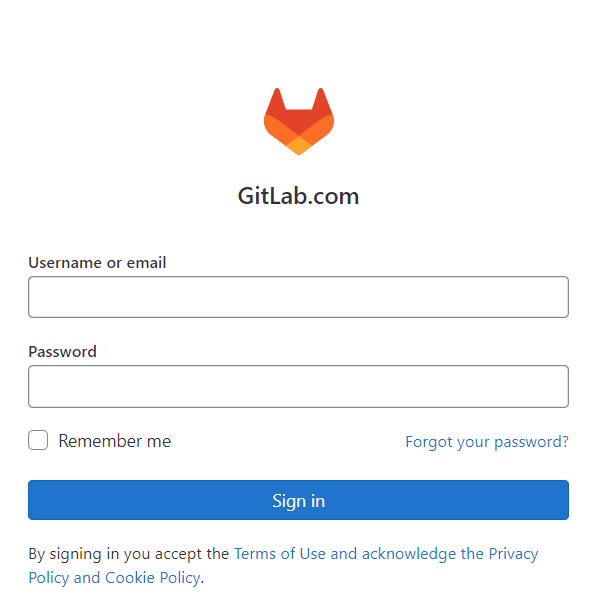 GitLab.com
Username or email
Password
Remember me
Forgot your password?
Sign in
By signing in you accept the Terms of Use and acknowledge the Privacy
Policy and Cookie Policy.